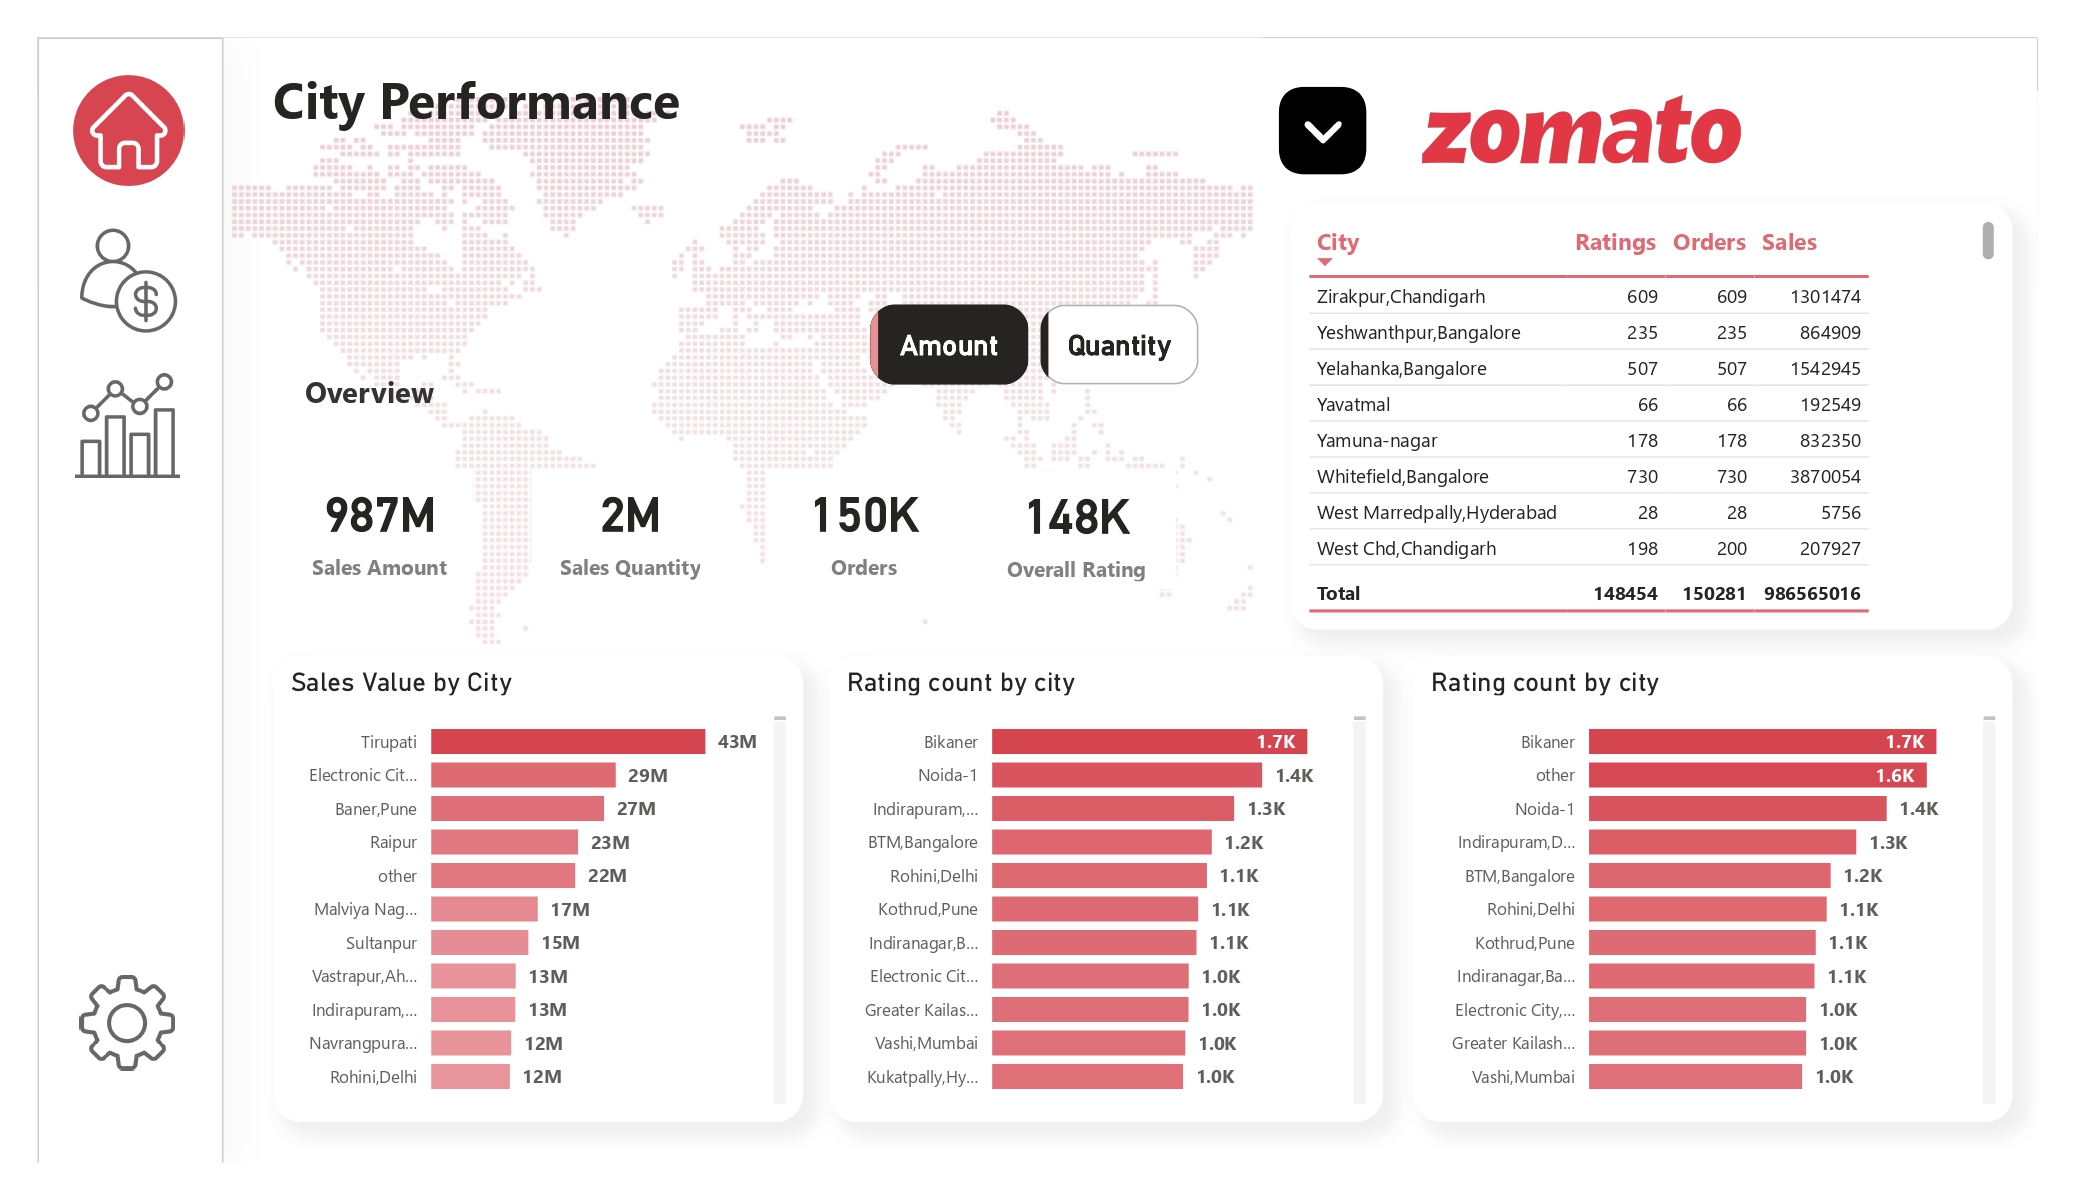 City Performance
zomato
Amount
Quantity
Overview
987M
Sales Amount
2M
Sales Quantity
150K
Orders
148K
Overall Rating
City Ratings Orders Sales
Zirakpur,Chandigarh 609 609 1301474
Yeshwanthpur,Bangalore 235 235 864909
Yelahanka,Bangalore 507 507 1542945
Yavatmal 66 66 192549
Yamuna-nagar 178 178 832350
Whitefield,Bangalore 730 730 3870054
West Marredpally,Hyderabad 28 28 5756
West Chd,Chandigarh 198 200 207927
Total 148454 150281 986565016
Sales Value by City
Tirupati 43M
Electronic Cit... 29M
Baner,Pune 27M
Raipur 23M
other 22M
Malviya Nag... 17M
Sultanpur 15M
Vastrapur,Ah... 13M
Indirapuram,... 13M
Navrangpura... 12M
Rohini,Delhi 12M
Rating count by city
Bikaner 1.7K
Noida-1 1.4K
Indirapuram,... 1.3K
BTM,Bangalore 1.2K
Rohini,Delhi 1.1K
Kothrud,Pune 1.1K
Indiranagar,B... 1.1K
Electronic Cit... 1.0K
Greater Kailas... 1.0K
Vashi,Mumbai 1.0K
Kukatpally,Hy... 1.0K
Rating count by city
Bikaner 1.7K
other 1.6K
Noida-1 1.4K
Indirapuram,D... 1.3K
BTM,Bangalore 1.2K
Rohini,Delhi 1.1K
Kothrud,Pune 1.1K
Indiranagar,Ba... 1.1K
Electronic City,... 1.0K
Greater Kailash... 1.0K
Vashi,Mumbai 1.0K